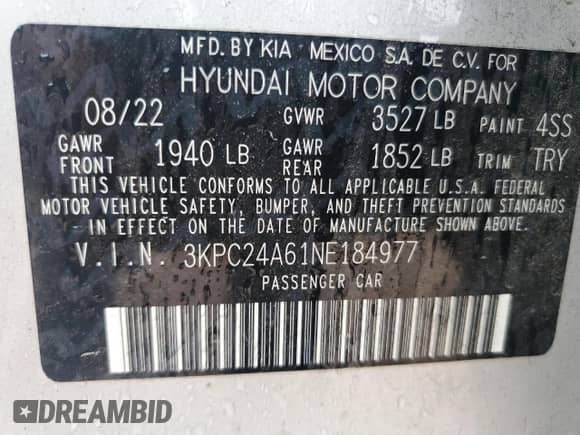 MFD. BY KIA MEXICO S.A. DE C.V. FOR
HYUNDAI MOTOR COMPANY
08/22 GVWR 3527 LB PAINT 4SS
GAWR FRONT 1940 LB GAWR REAR 1852 LB TRIM TRY
THIS VEHICLE CONFORMS TO ALL APPLICABLE U.S.A. FEDERAL
MOTOR VEHICLE SAFETY, BUMPER, AND THEFT PREVENTION STANDARDS
IN EFFECT ON THE DATE OF MANUFACTURE SHOWN ABOVE.
V.I.N. 3KPC24A61NE184977
PASSENGER CAR
DREAMBID